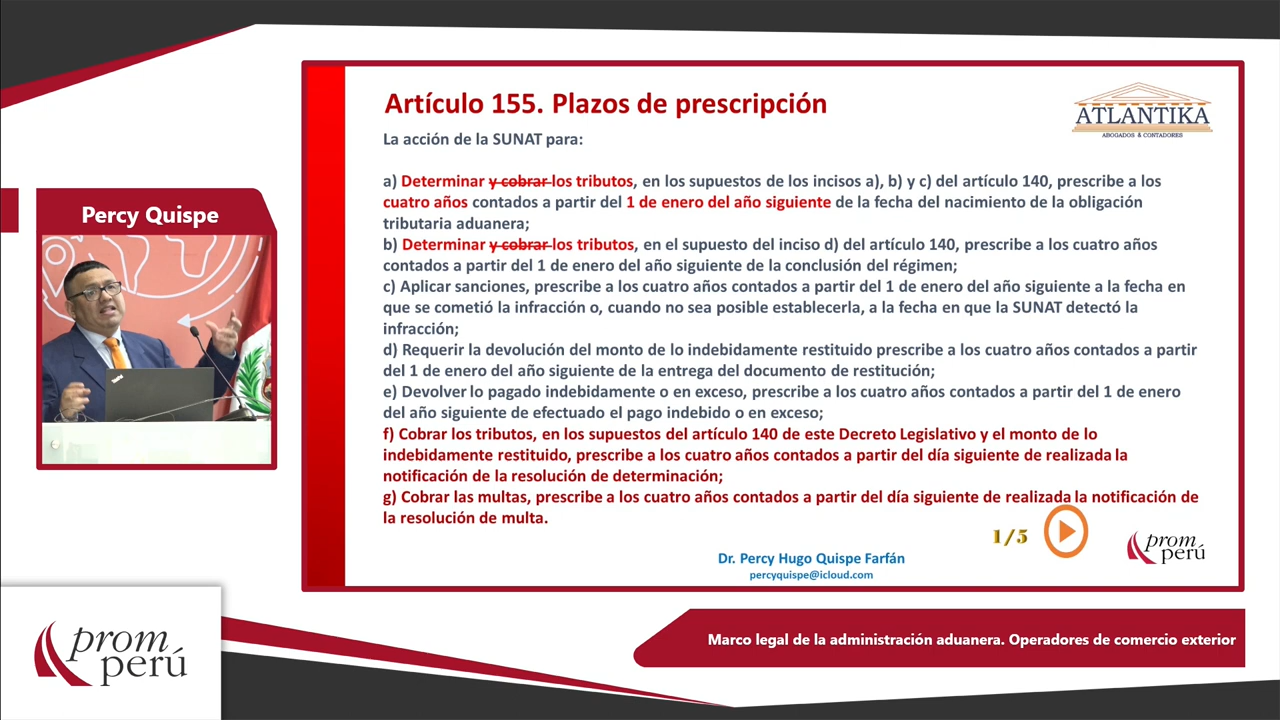 Artículo 155. Plazos de prescripción
ATLANTIKA
ABOGADOS & CONTADORES
La acción de la SUNAT para:
a) Determinar y cobrar los tributos, en los supuestos de los incisos a), b) y c) del artículo 140, prescribe a los
cuatro años contados a partir del 1 de enero del año siguiente de la fecha del nacimiento de la obligación
tributaria aduanera;
b) Determinar y cobrar los tributos, en el supuesto del inciso d) del artículo 140, prescribe a los cuatro años
contados a partir del 1 de enero del año siguiente de la conclusión del régimen;
c) Aplicar sanciones, prescribe a los cuatro años contados a partir del 1 de enero del año siguiente a la fecha en
que se cometió la infracción o, cuando no sea posible establecerla, a la fecha en que la SUNAT detectó la
infracción;
d) Requerir la devolución del monto de lo indebidamente restituido prescribe a los cuatro años contados a partir
del 1 de enero del año siguiente de la entrega del documento de restitución;
e) Devolver lo pagado indebidamente o en exceso, prescribe a los cuatro años contados a partir del 1 de enero
del año siguiente de efectuado el pago indebido o en exceso;
f) Cobrar los tributos, en los supuestos del artículo 140 de este Decreto Legislativo y el monto de lo
indebidamente restituido, prescribe a los cuatro años contados a partir del día siguiente de realizada la
notificación de la resolución de determinación;
g) Cobrar las multas, prescribe a los cuatro años contados a partir del día siguiente de realizada la notificación de
la resolución de multa.
1/5
prom
perú
Dr. Percy Hugo Quispe Farfán
percyquispe@icloud.com
Percy Quispe
prom
perú
Marco legal de la administración aduanera. Operadores de comercio exterior